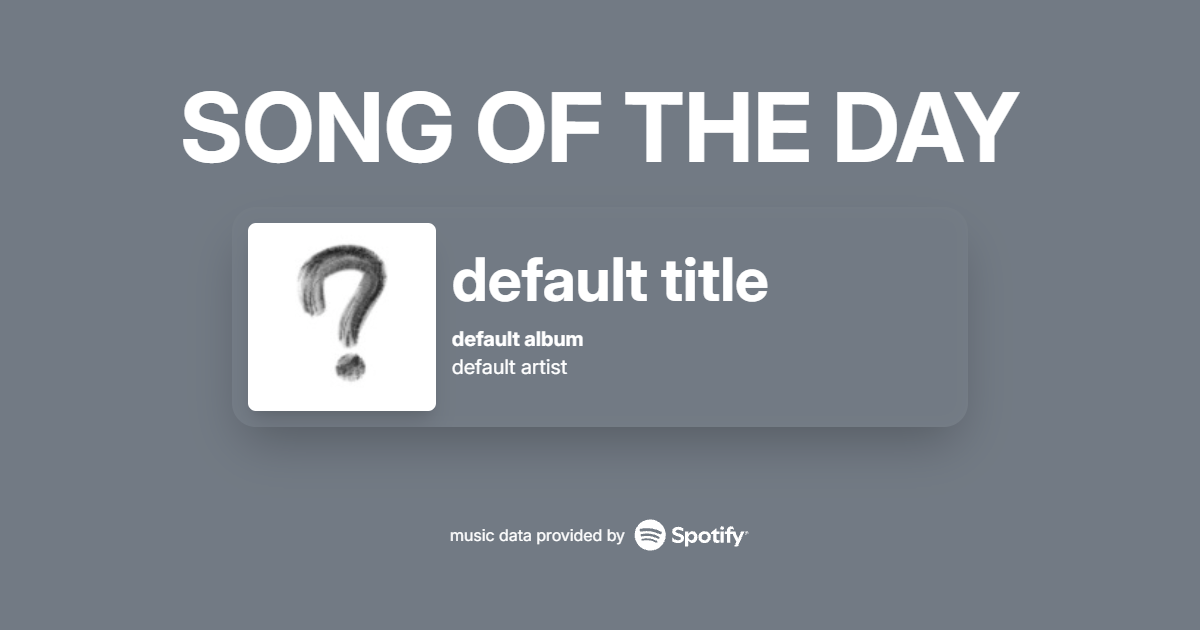 SONG OF THE DAY
?
default title
default album
default artist
music data provided by Spotify